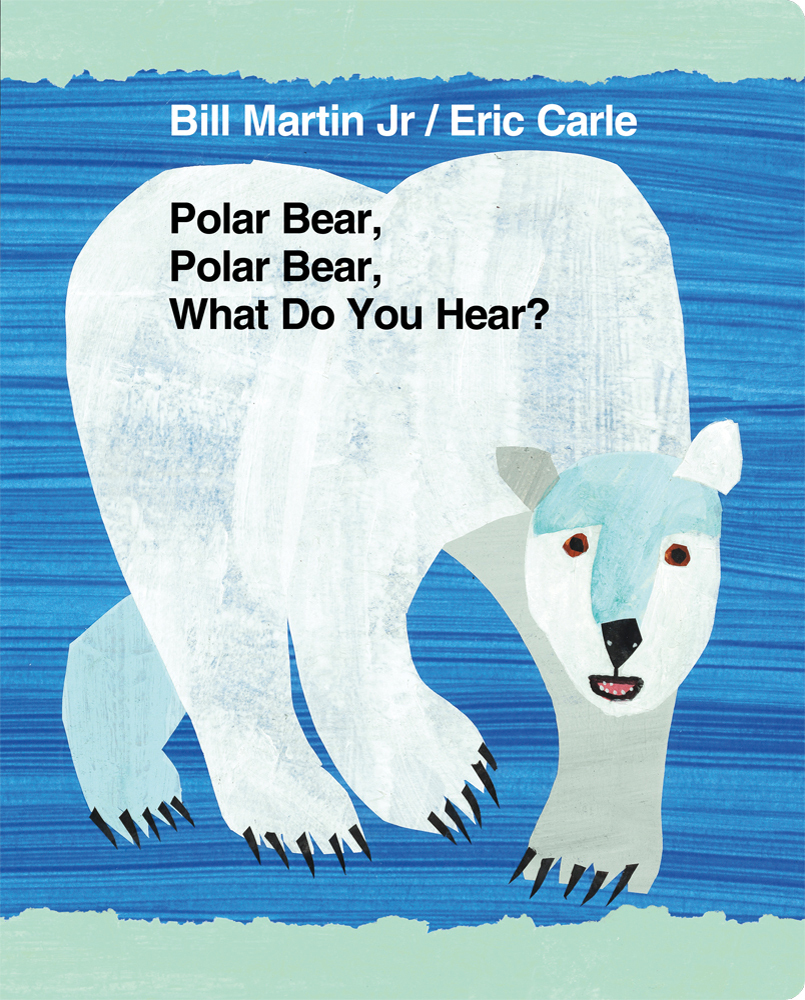 Bill Martin Jr / Eric Carle
Polar Bear,
Polar Bear,
What Do You Hear?